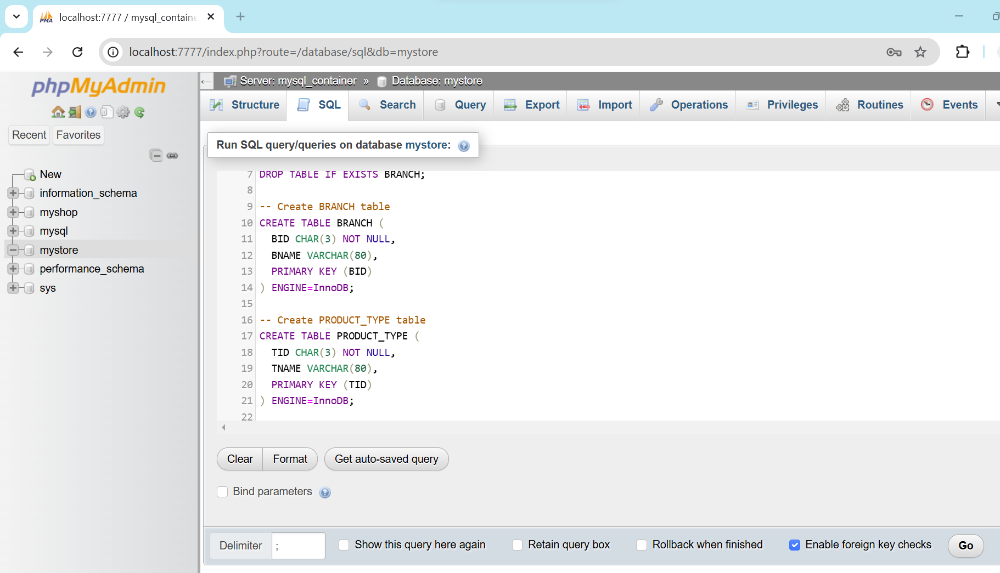 localhost:7777 / mysql_containe
localhost:7777/index.php?route=/database/sql&db=mystore
phpMyAdmin
Recent
Favorites
New
information_schema
myshop
mysql
mystore
performance_schema
sys
Server: mysql_container » Database: mystore
Structure
SQL
Search
Query
Export
Import
Operations
Privileges
Routines
Events
Run SQL query/queries on database mystore:
7 DROP TABLE IF EXISTS BRANCH;
8
9 -- Create BRANCH table
10 CREATE TABLE BRANCH (
11 BID CHAR(3) NOT NULL,
12 BNAME VARCHAR(80),
13 PRIMARY KEY (BID)
14 ) ENGINE=InnoDB;
15
16 -- Create PRODUCT_TYPE table
17 CREATE TABLE PRODUCT_TYPE (
18 TID CHAR(3) NOT NULL,
19 TNAME VARCHAR(80),
20 PRIMARY KEY (TID)
21 ) ENGINE=InnoDB;
22
Clear
Format
Get auto-saved query
Bind parameters
Delimiter ;
Show this query here again
Retain query box
Rollback when finished
Enable foreign key checks
Go